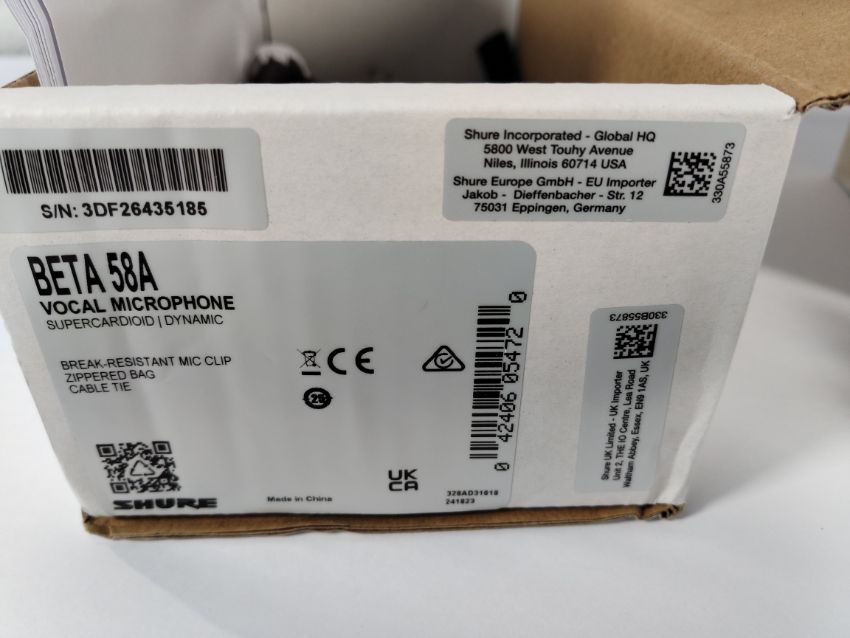 S/N: 3DF26435185
Shure Incorporated - Global HQ
5800 West Touhy Avenue
Niles, Illinois 60714 USA
Shure Europe GmbH - EU Importer
Jakob - Dieffenbacher - Str. 12
75031 Eppingen, Germany
330A55873
BETA 58A
VOCAL MICROPHONE
SUPERCARDIOID | DYNAMIC
BREAK-RESISTANT MIC CLIP
ZIPPERED BAG
CABLE TIE
CE
25
0 42406 05472 0
330B55873
Shure UK Limited - UK Importer
Unit 2, THE IO Centre, Lea Road
Waltham Abbey, Essex, EN9 1AS, UK
SHURE
Made in China
UK
CA
328AD31618
241823